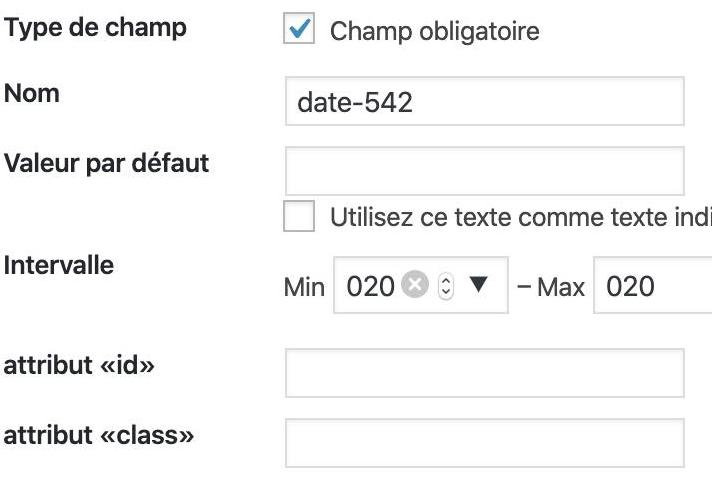 Type de champ Champ obligatoire
Nom date-542
Valeur par défaut
Utilisez ce texte comme texte
Intervalle Min 020 – Max 020
attribut «id»
attribut «class»